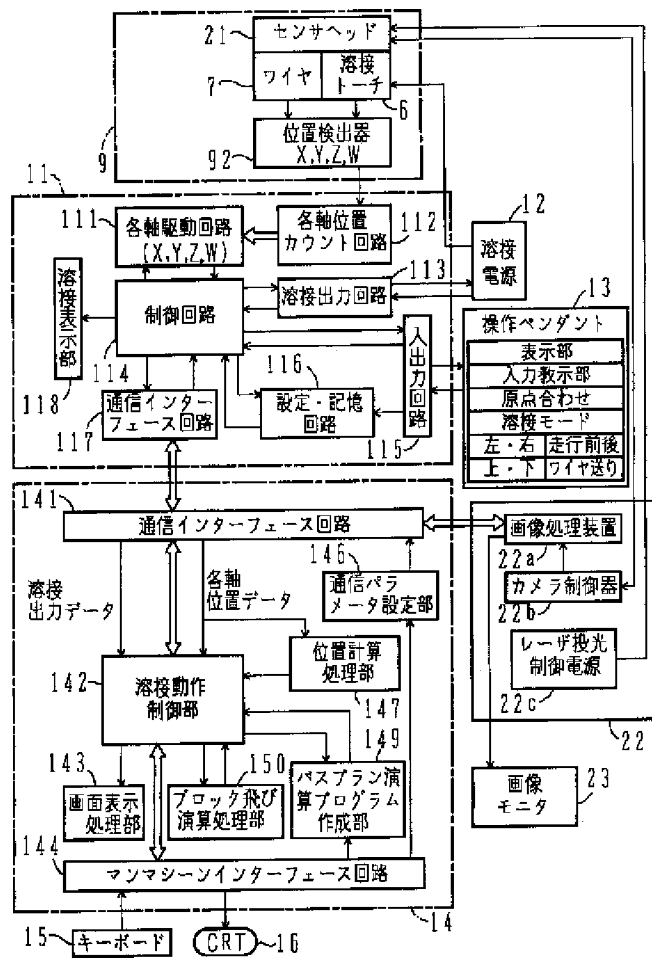 21
センサヘッド
7
ワイヤ
溶接
トーチ
6
位置検出器
X,Y,Z,W
9
92
11
111
各軸駆動回路
(X,Y,Z,W)
各軸位置
カウント回路
112
12
溶接
電源
溶接表示部
118
制御回路
114
溶接出力回路
113
13
操作ペンダント
表示部
入力教示部
原点合わせ
溶接モード
左・右
走行前後
上・下
ワイヤ送り
入出力回路
115
116
設定・記憶
回路
通信インター
フェース回路
117
141
通信インターフェース回路
画像処理装置
22a
カメラ制御器
22b
レーザ投光
制御電源
22c
22
溶接
出力データ
各軸
位置データ
146
通信パラ
メータ設定部
142
溶接動作
制御部
位置計算
処理部
147
149
パスプラン演
算プログラム
作成部
143
画面表示
処理部
150
ブロック飛び
演算処理部
画像
モニタ
23
144
マンマシーンインターフェース回路
14
15
キーボード
CRT
16